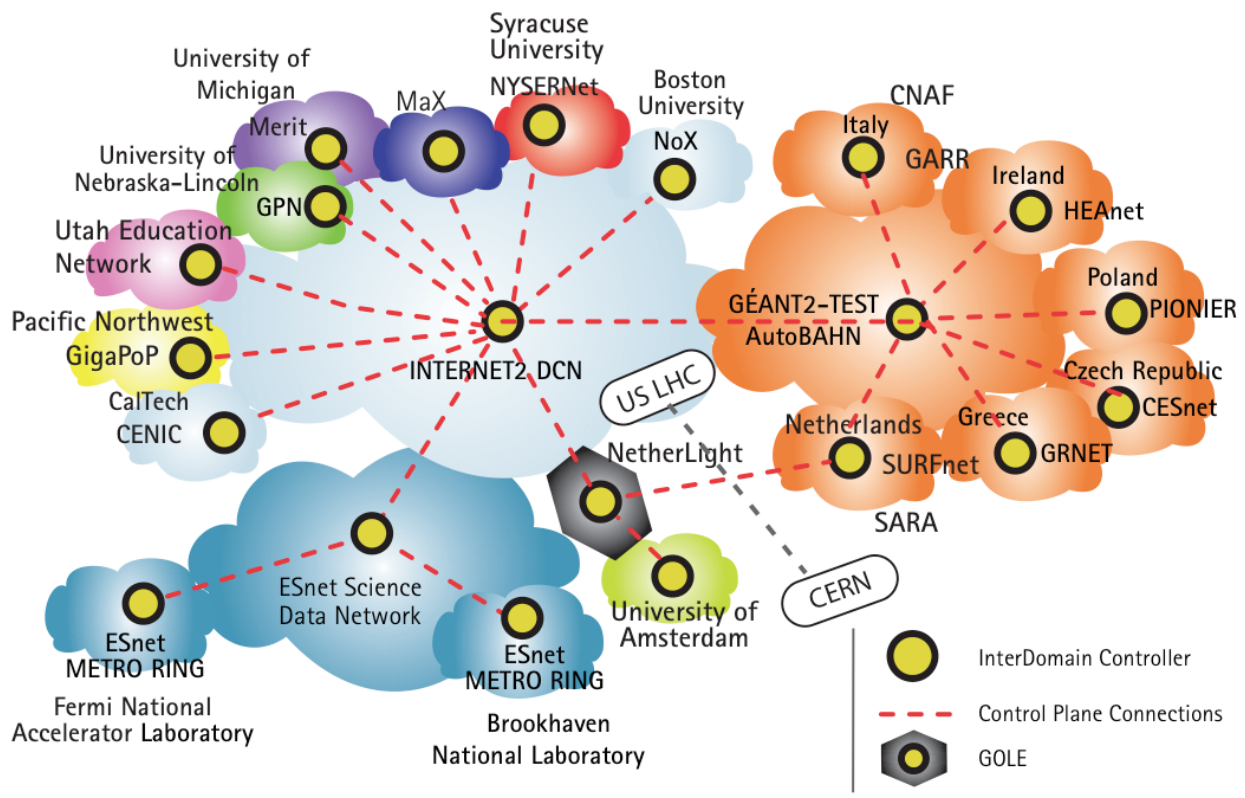 Syracuse
University
NYSERNet
University of
Michigan
Merit
MaX
Boston
University
NoX
CNAF
Italy
GARR
Ireland
HEAnet
University of
Nebraska-Lincoln
GPN
Utah Education
Network
Poland
PIONIER
GÉANT2-TEST
AutoBAHN
Pacific Northwest
GigaPoP
INTERNET2 DCN
US LHC
Czech Republic
CESnet
CalTech
CENIC
Netherlands
SURFnet
Greece
GRNET
NetherLight
SARA
CERN
ESnet Science
Data Network
University of
Amsterdam
ESnet
METRO RING
Fermi National
Accelerator Laboratory
ESnet
METRO RING
Brookhaven
National Laboratory
InterDomain Controller
Control Plane Connections
GOLE